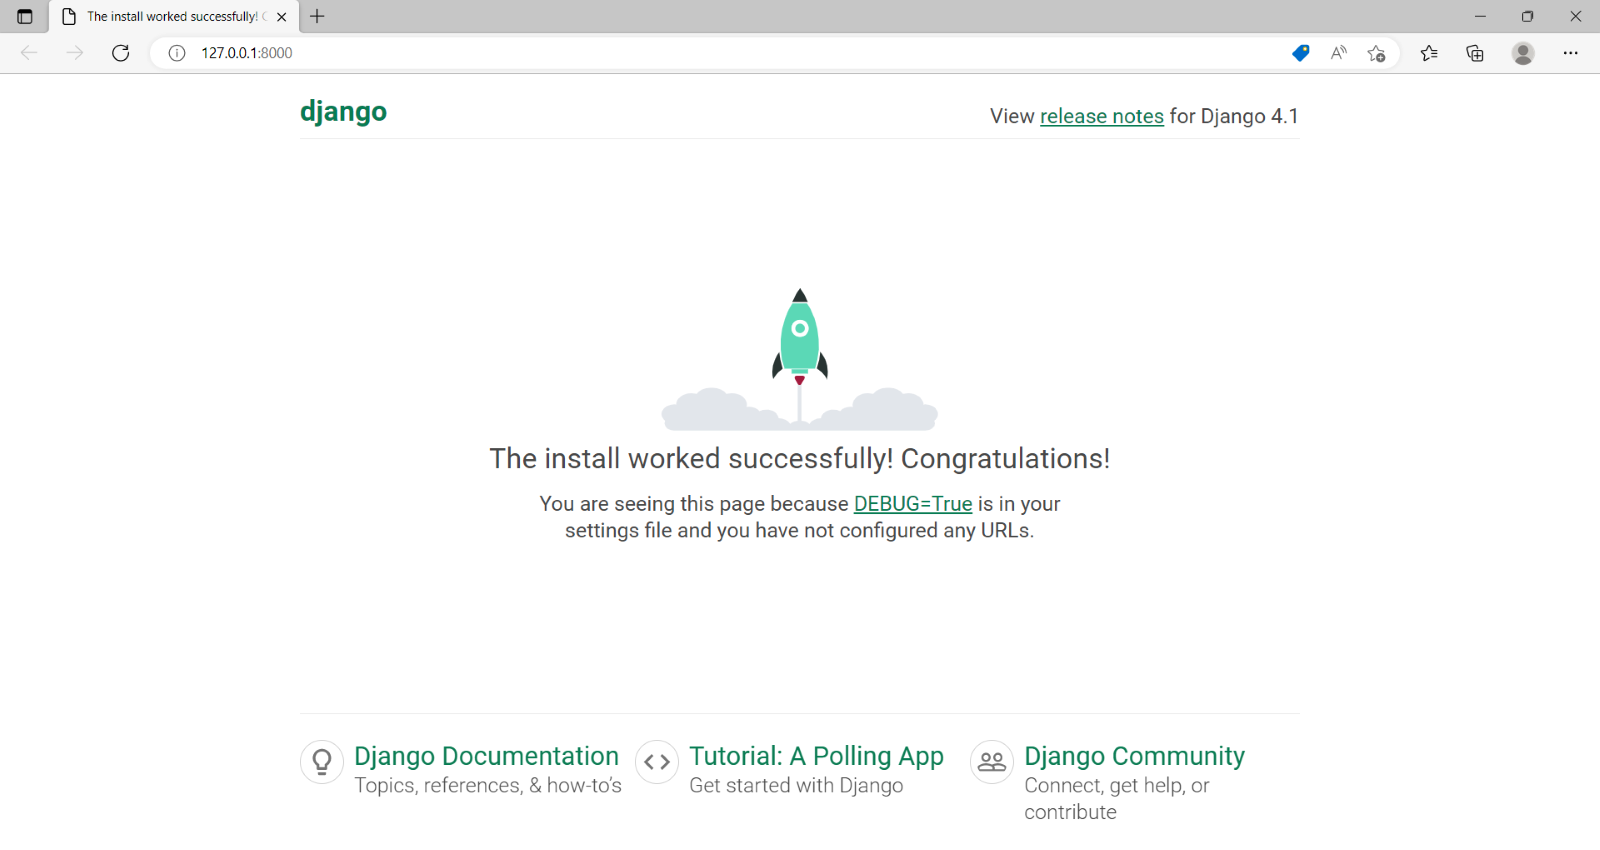 The install worked successfully!
127.0.0.1:8000
django
View release notes for Django 4.1
The install worked successfully! Congratulations!
You are seeing this page because DEBUG=True is in your
settings file and you have not configured any URLs.
Django Documentation
Topics, references, & how-to’s
Tutorial: A Polling App
Get started with Django
Django Community
Connect, get help, or
contribute